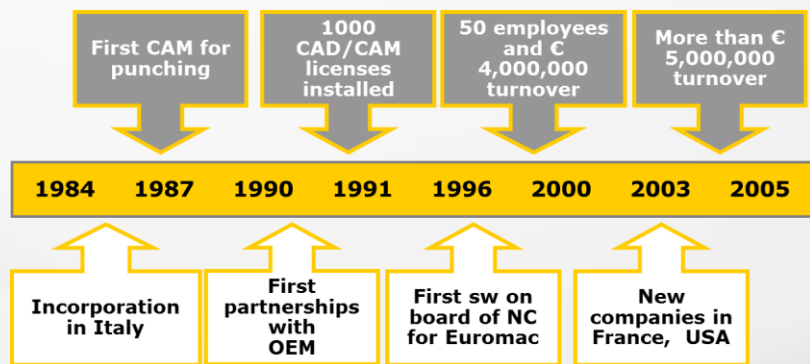 First CAM for
punching
1000
CAD/CAM
licenses
installed
50 employees
and €
4,000,000
turnover
More than €
5,000,000
turnover
1984 1987 1990 1991 1996 2000 2003 2005
Incorporation
in Italy
First
partnerships
with
OEM
First sw on
board of NC
for Euromac
New
companies in
France, USA